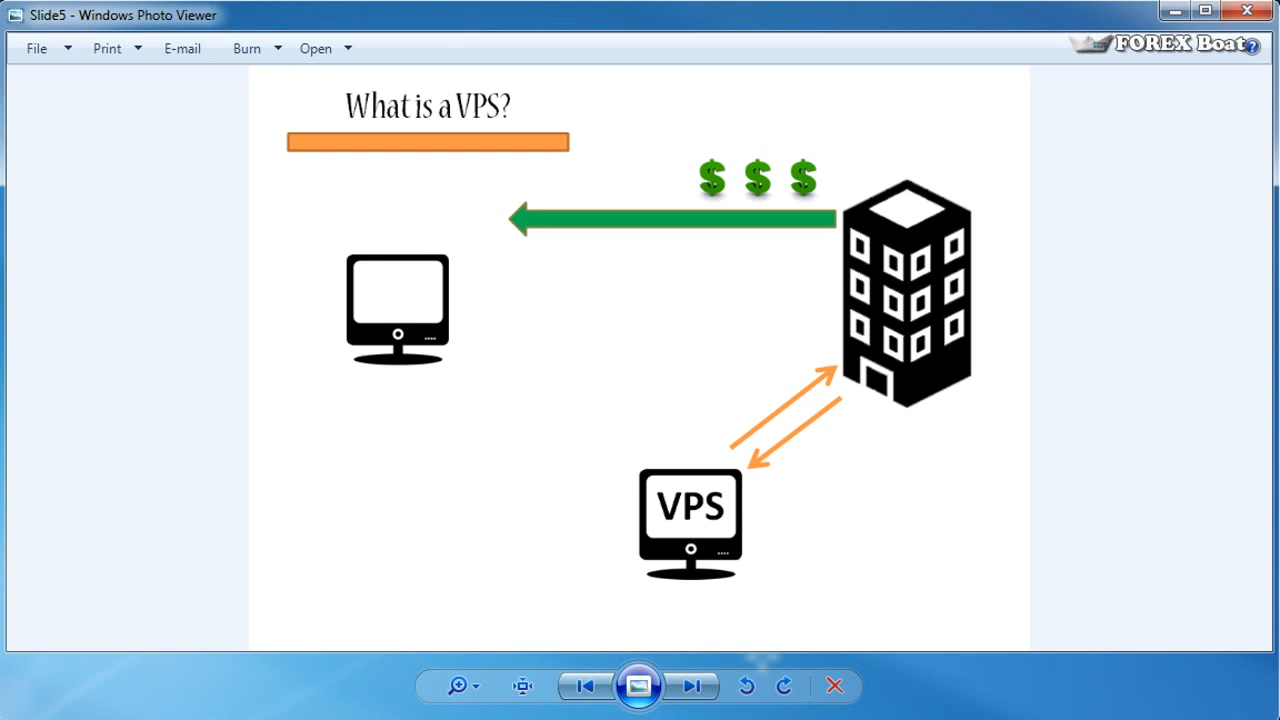 Slide5 - Windows Photo Viewer
File Print E-mail Burn Open
FOREX Boat
What is a VPS?
$ $ $
VPS